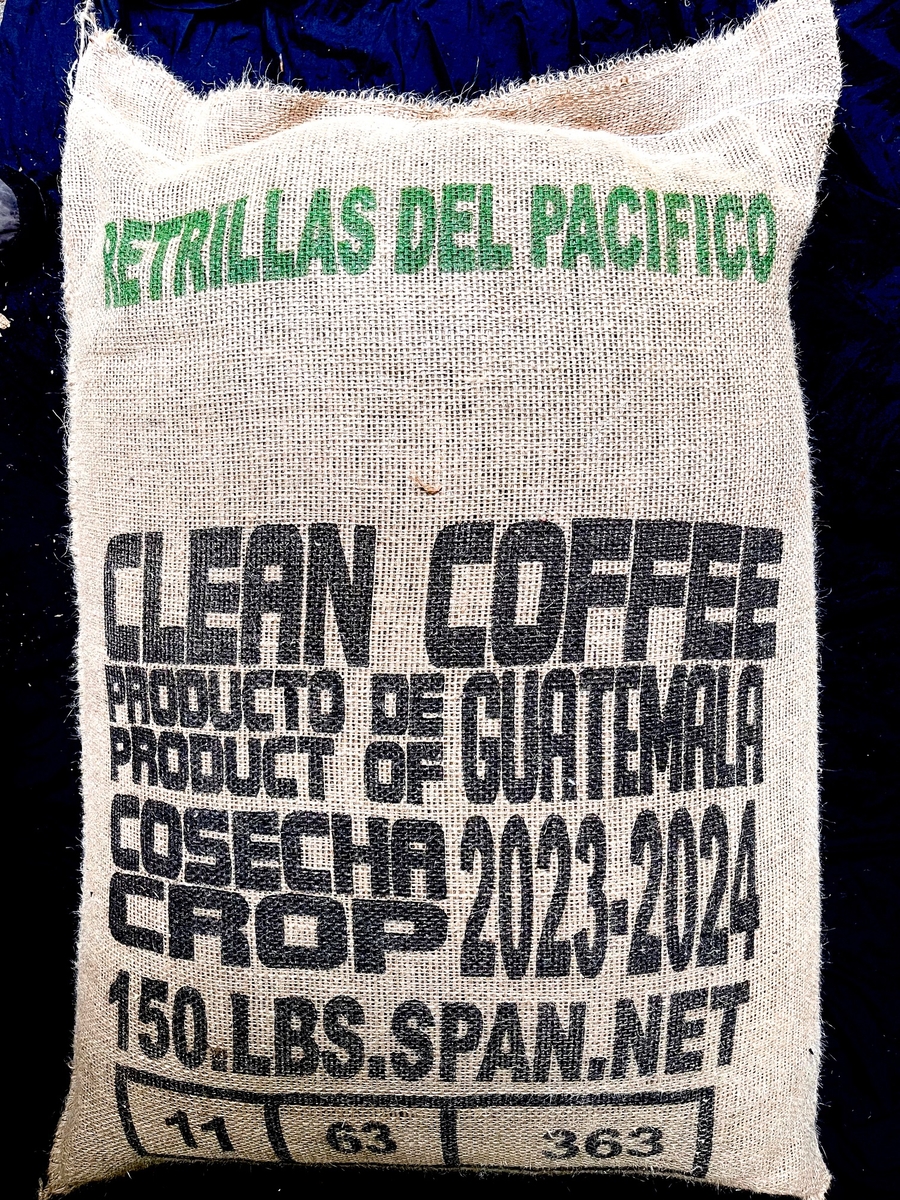 RETRILLAS DEL PACIFICO
CLEAN COFFEE
PRODUCTO DE
PRODUCT OF
GUATEMALA
COSECHA
CROP
2023-2024
150.LBS.SPAN.NET
11 63 363